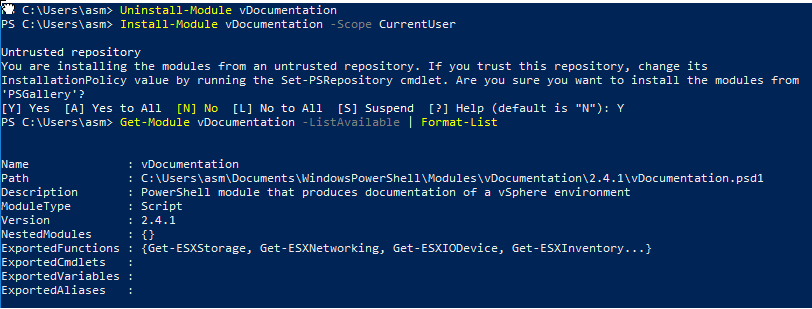 PS C:\Users\asm> Uninstall-Module vDocumentation
PS C:\Users\asm> Install-Module vDocumentation -Scope CurrentUser
Untrusted repository
You are installing the modules from an untrusted repository. If you trust this repository, change its
InstallationPolicy value by running the Set-PSRepository cmdlet. Are you sure you want to install the modules from
'PSGallery'?
[Y] Yes  [A] Yes to All  [N] No  [L] No to All  [S] Suspend  [?] Help (default is "N"): Y
PS C:\Users\asm> Get-Module vDocumentation -ListAvailable | Format-List
Name              : vDocumentation
Path              : C:\Users\asm\Documents\WindowsPowerShell\Modules\vDocumentation\2.4.1\vDocumentation.psd1
Description       : PowerShell module that produces documentation of a vSphere environment
ModuleType        : Script
Version           : 2.4.1
NestedModules     : {}
ExportedFunctions : {Get-ESXStorage, Get-ESXNetworking, Get-ESXIODevice, Get-ESXInventory...}
ExportedCmdlets   :
ExportedVariables :
ExportedAliases   :